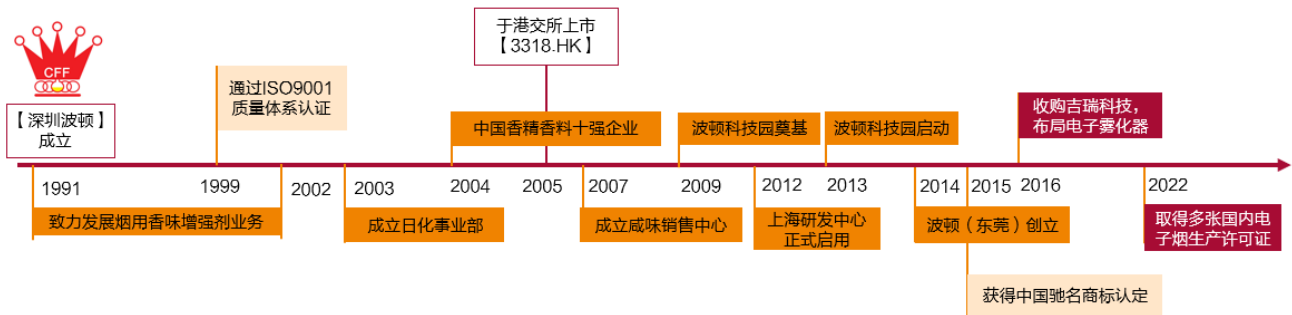 CFF
【深圳波顿】
成立
通过ISO9001
质量体系认证
于港交所上市
【3318.HK】
中国香精香料十强企业
波顿科技园奠基
波顿科技园启动
收购吉瑞科技，
布局电子雾化器
1991
1999
2002
2003
2004
2005
2007
2009
2012
2013
2014
2015
2016
2022
致力发展烟用香味增强剂业务
成立日化事业部
成立咸味销售中心
上海研发中心
正式启用
波顿（东莞）创立
取得多张国内电
子烟生产许可证
获得中国驰名商标认定